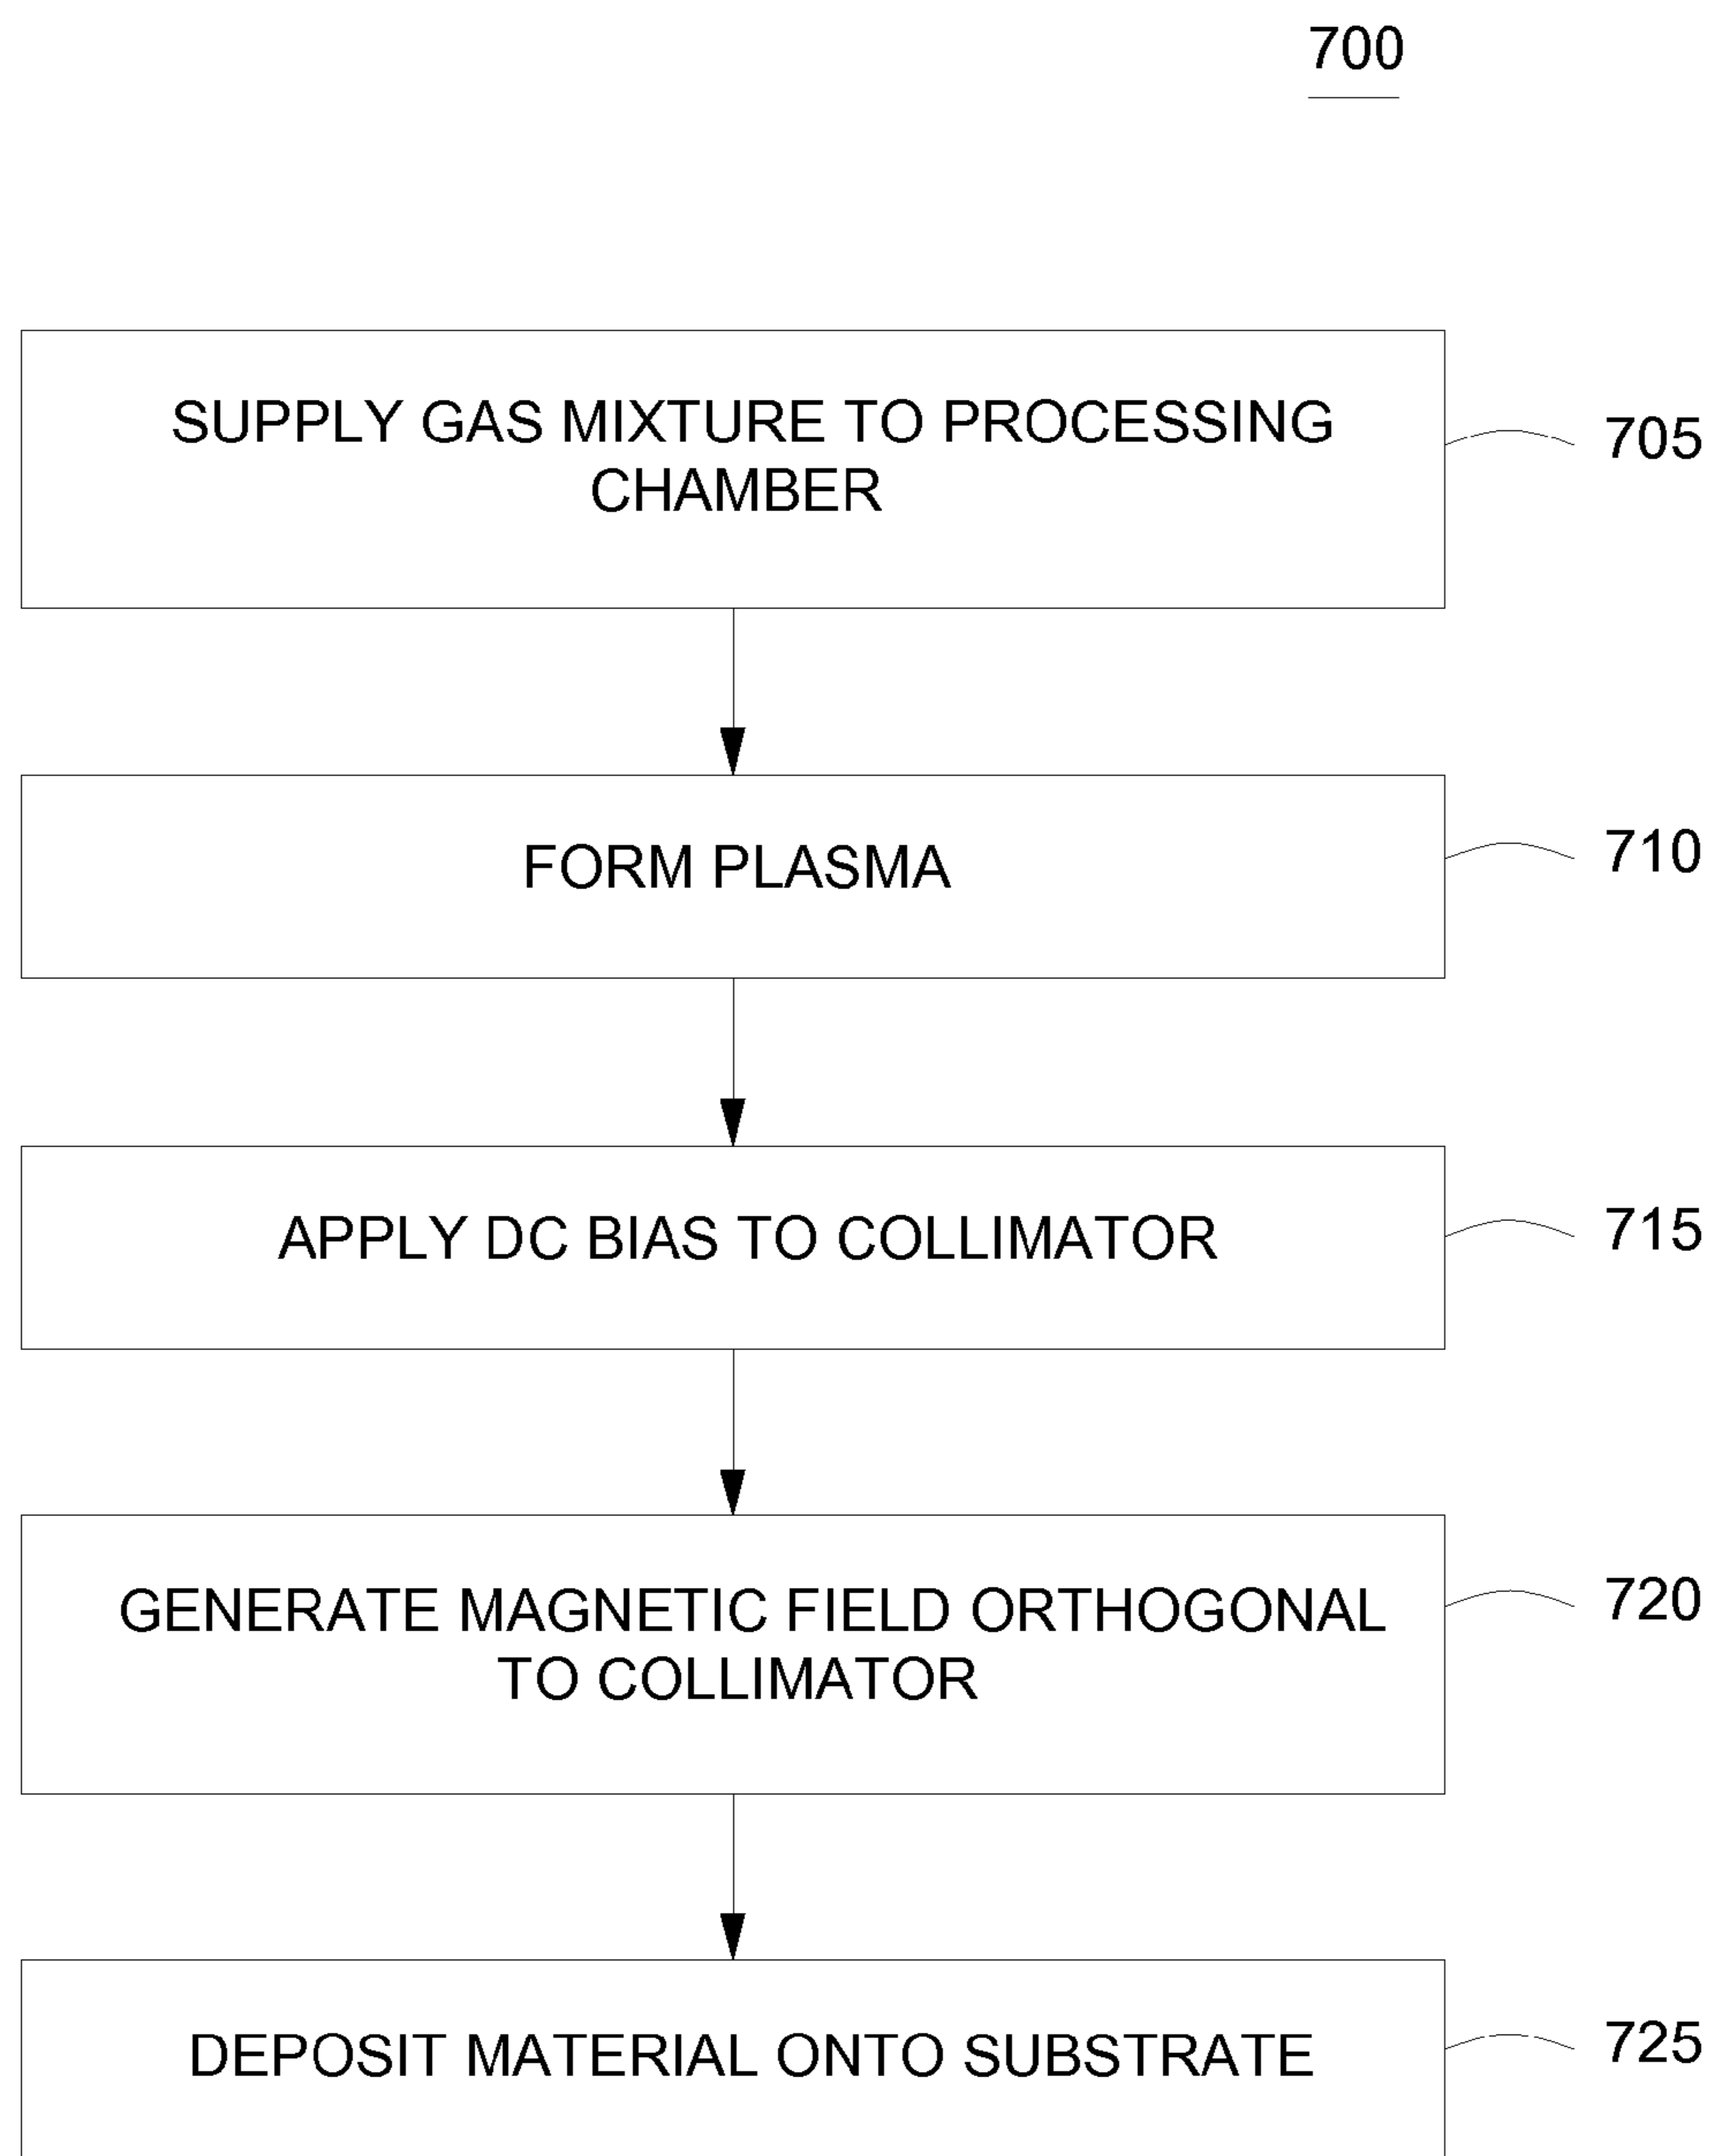 700
SUPPLY GAS MIXTURE TO PROCESSING
CHAMBER
705
FORM PLASMA
710
APPLY DC BIAS TO COLLIMATOR
715
GENERATE MAGNETIC FIELD ORTHOGONAL
TO COLLIMATOR
720
DEPOSIT MATERIAL ONTO SUBSTRATE
725